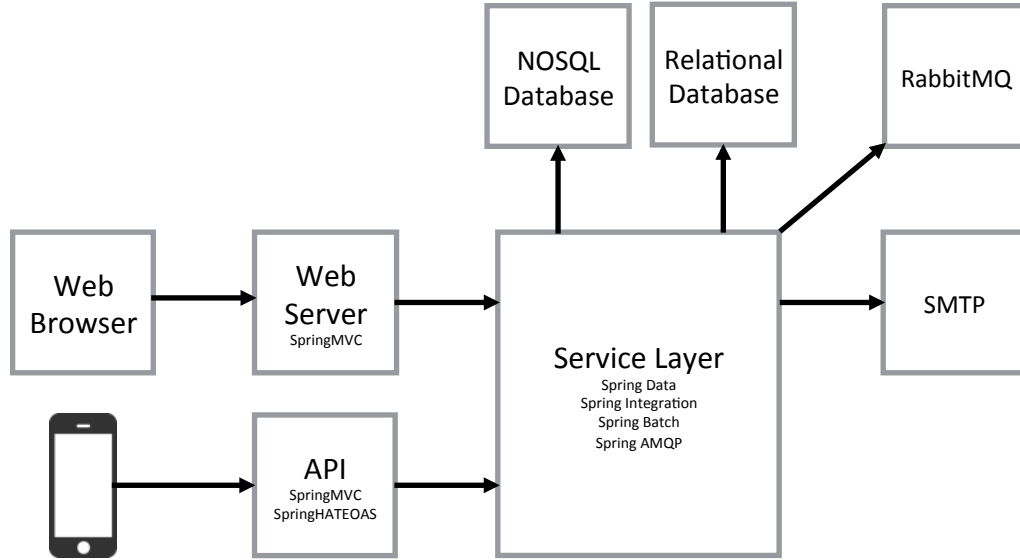 NOSQL
Database
Relational
Database
RabbitMQ
Web
Browser
Web
Server
SpringMVC
Service Layer
Spring Data
Spring Integration
Spring Batch
Spring AMQP
SMTP
API
SpringMVC
SpringHATEOAS